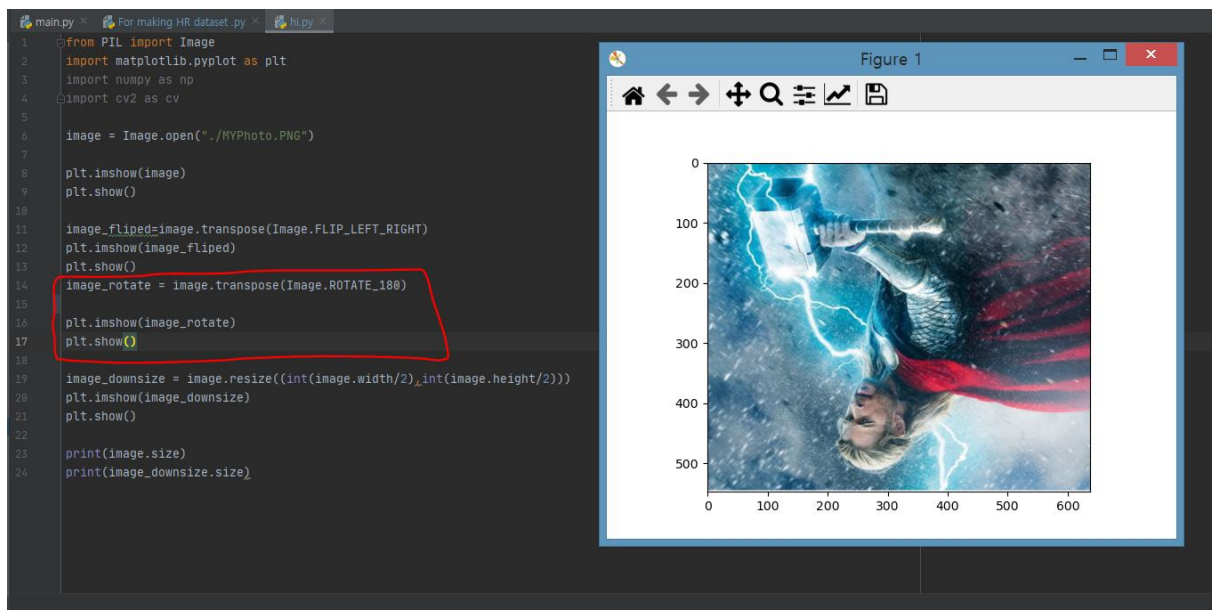 main.py × For making HR dataset .py × hi.py ×
1 from PIL import Image
2 import matplotlib.pyplot as plt
3 import numpy as np
4 import cv2 as cv
5
6 image = Image.open("./MYPhoto.PNG")
7
8 plt.imshow(image)
9 plt.show()
10
11 image_fliped=image.transpose(Image.FLIP_LEFT_RIGHT)
12 plt.imshow(image_fliped)
13 plt.show()
14 image_rotate = image.transpose(Image.ROTATE_180)
15
16 plt.imshow(image_rotate)
17 plt.show()
18
19 image_downsize = image.resize((int(image.width/2),int(image.height/2)))
20 plt.imshow(image_downsize)
21 plt.show()
22
23 print(image.size)
24 print(image_downsize.size)
Figure 1
0
100
200
300
400
500
0 100 200 300 400 500 600